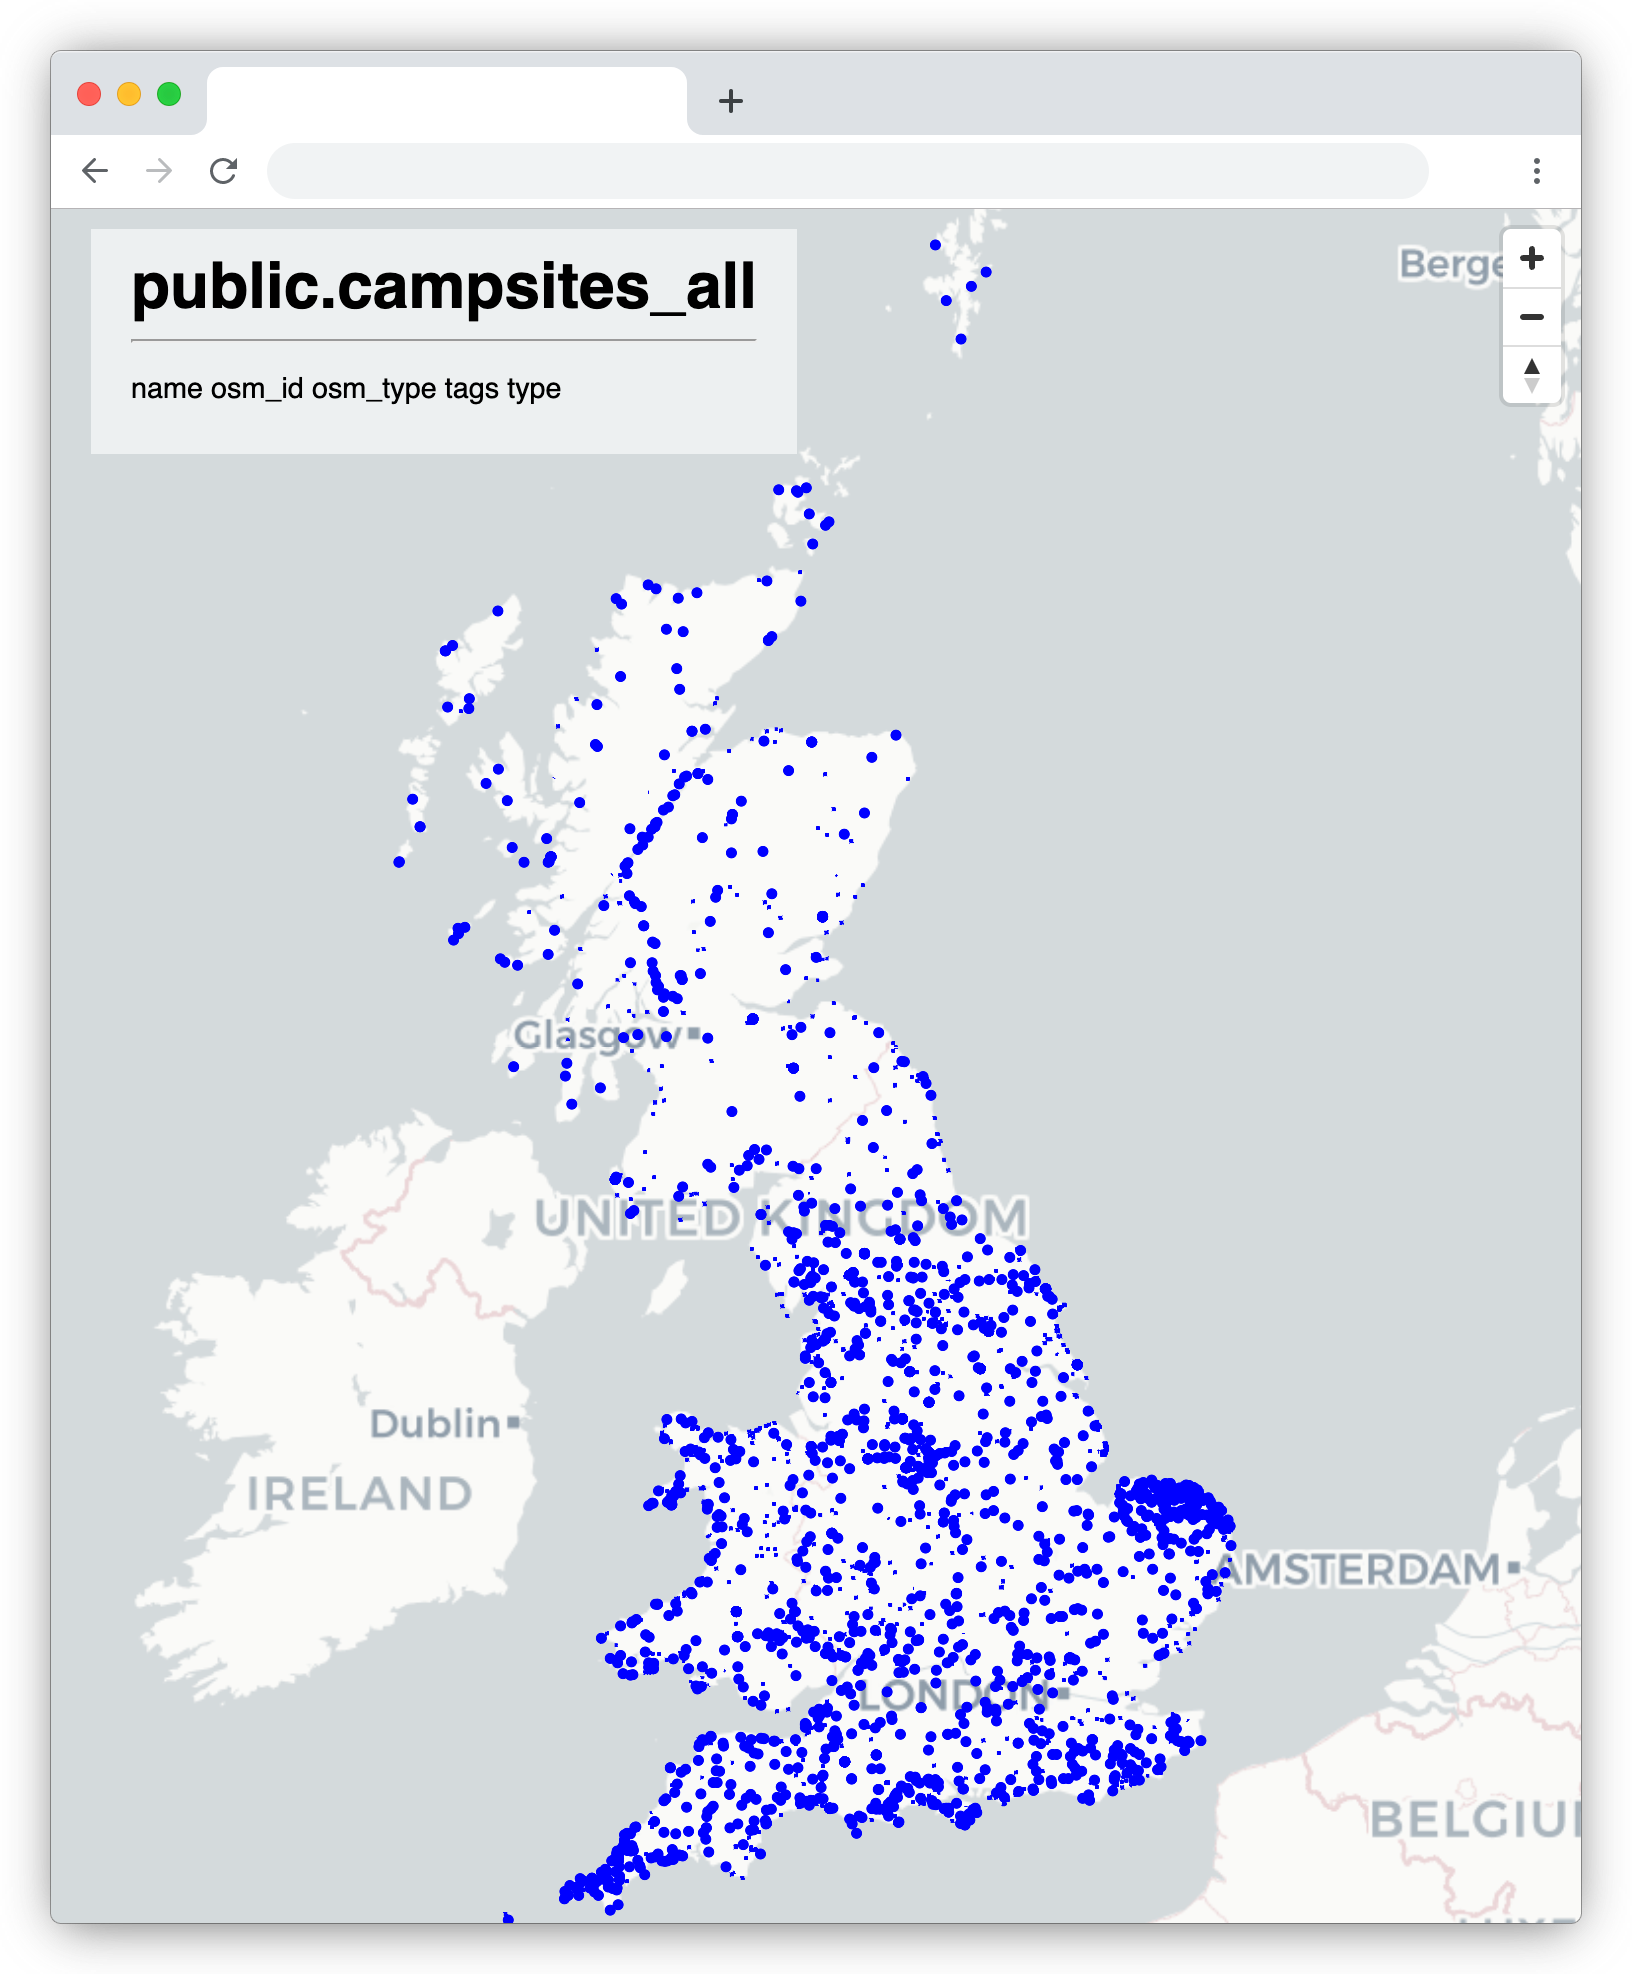 public.campsites_all
name osm_id osm_type tags type
Berge
Glasgow
UNITED KINGDOM
Dublin
IRELAND
AMSTERDAM
LONDON
BELGIU